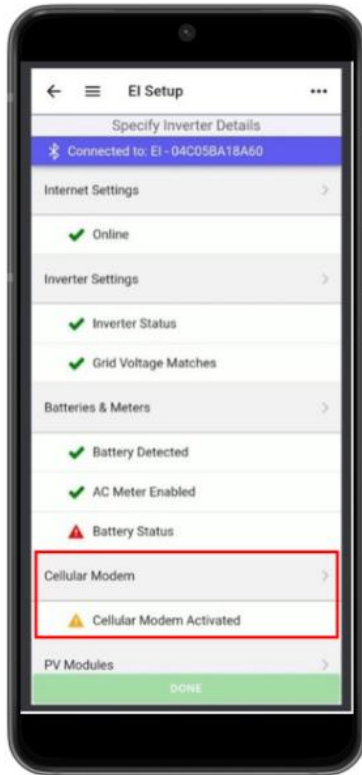 EI Setup
Specify Inverter Details
Connected to: EI - 04C05BA18A60
Internet Settings
Online
Inverter Settings
Inverter Status
Grid Voltage Matches
Batteries & Meters
Battery Detected
AC Meter Enabled
Battery Status
Cellular Modem
Cellular Modem Activated
PV Modules
DONE